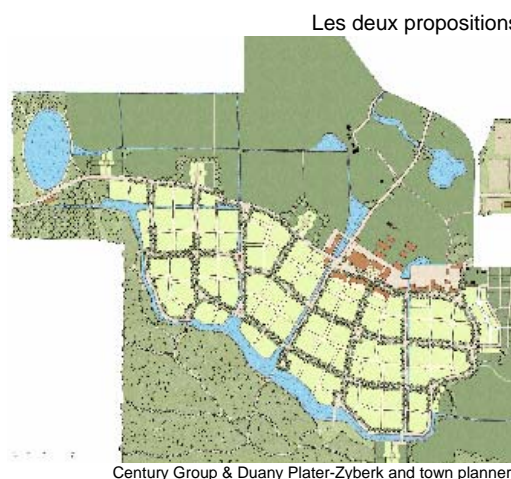 Les deux propositions
Century Group & Duany Plater-Zyberk and town planner